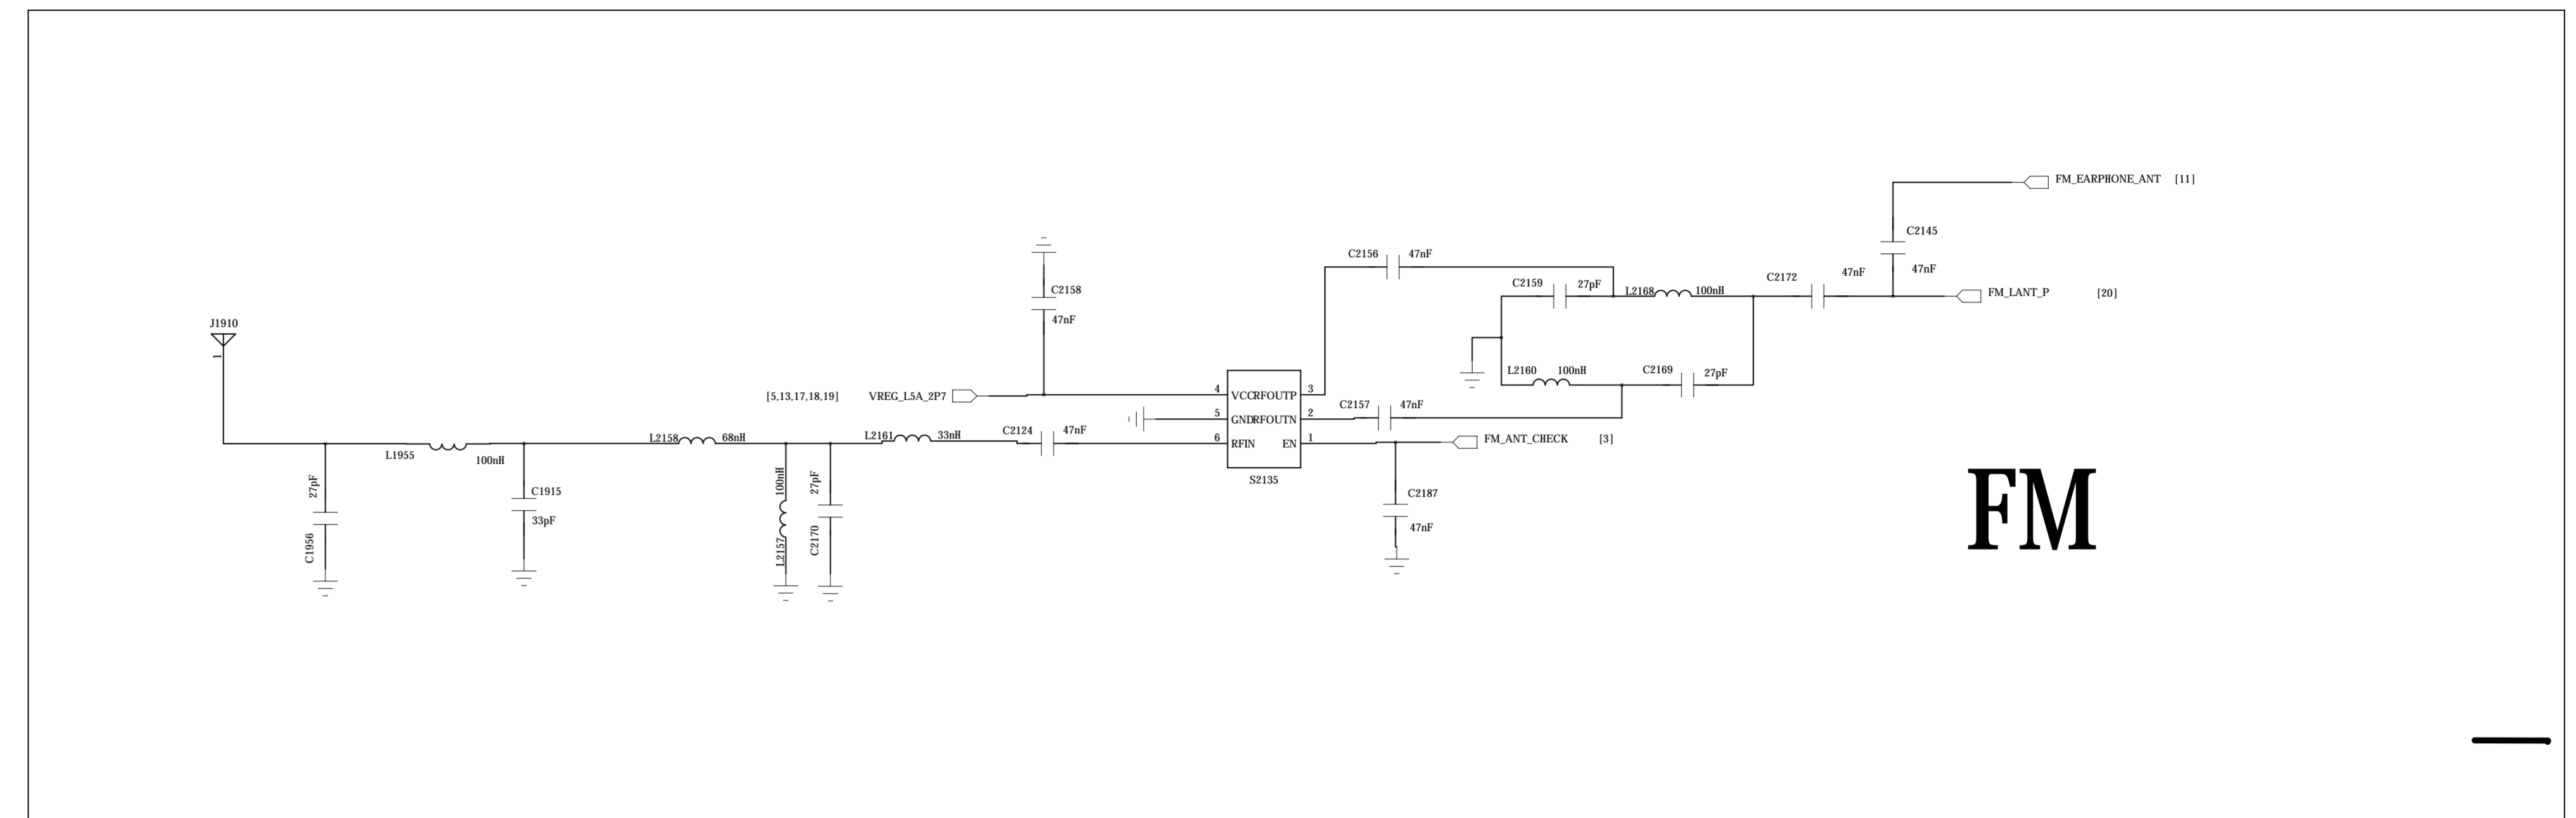 FM_EARPHONE_ANT [11]
C2145
47nF
C2156 47nF
C2172 47nF
C2159 27pF
L2168 100nH
FM_LANT_P [20]
C2158
47nF
J1910
1
L2160 100nH
C2169 27pF
[5,13,17,18,19] VREG_L5A_2P7
4 VCC RFOUTP 3
5 GND RFOUTN 2
6 RFIN EN 1
S2135
C2157 47nF
FM_ANT_CHECK [3]
L1955 100nH
L2158 68nH
L2161 33nH
C2124 47nF
27pF
C1956
C1915
33pF
100nH
L2157
27pF
C2170
C2187
47nF
FM